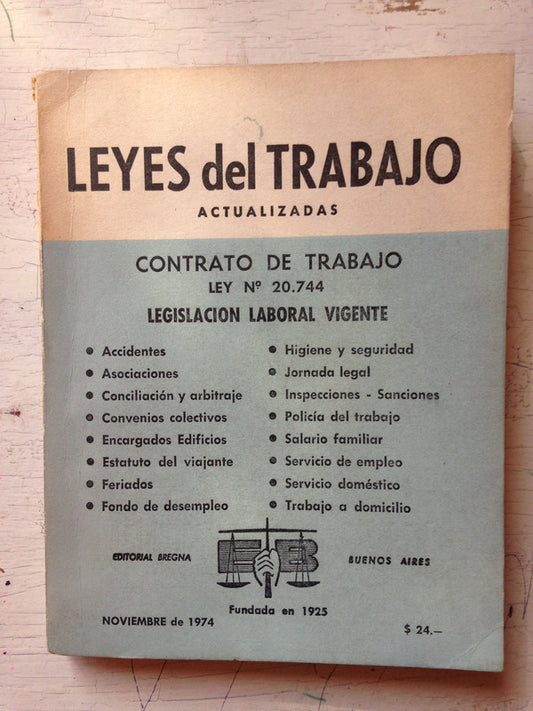 LEYES del TRABAJO
ACTUALIZADAS
CONTRATO DE TRABAJO
LEY Nº 20.744
LEGISLACION LABORAL VIGENTE
• Accidentes
• Asociaciones
• Conciliación y arbitraje
• Convenios colectivos
• Encargados Edificios
• Estatuto del viajante
• Feriados
• Fondo de desempleo
• Higiene y seguridad
• Jornada legal
• Inspecciones - Sanciones
• Policía del trabajo
• Salario familiar
• Servicio de empleo
• Servicio doméstico
• Trabajo a domicilio
EDITORIAL BREGNA
EB
BUENOS AIRES
Fundada en 1925
NOVIEMBRE de 1974
$ 24.—